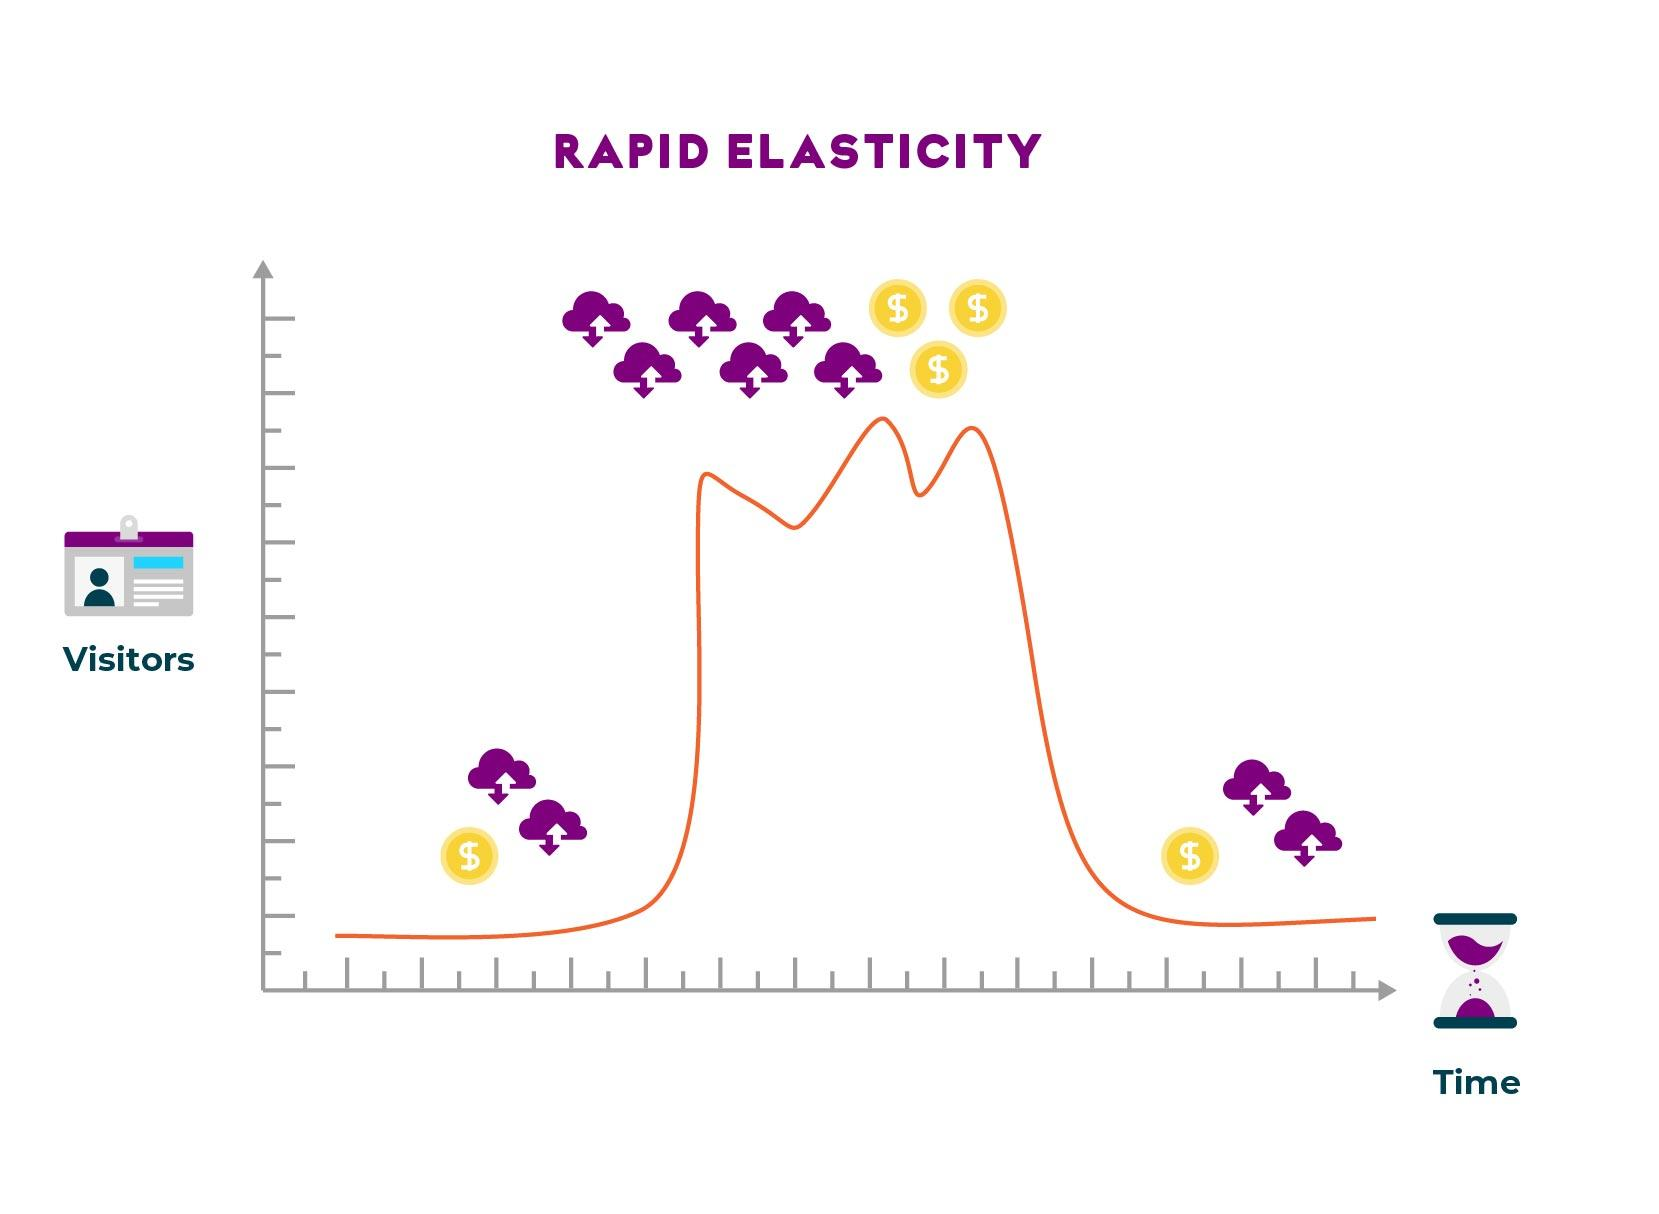 RAPID ELASTICITY
$ $
$
Visitors
$ $
Time